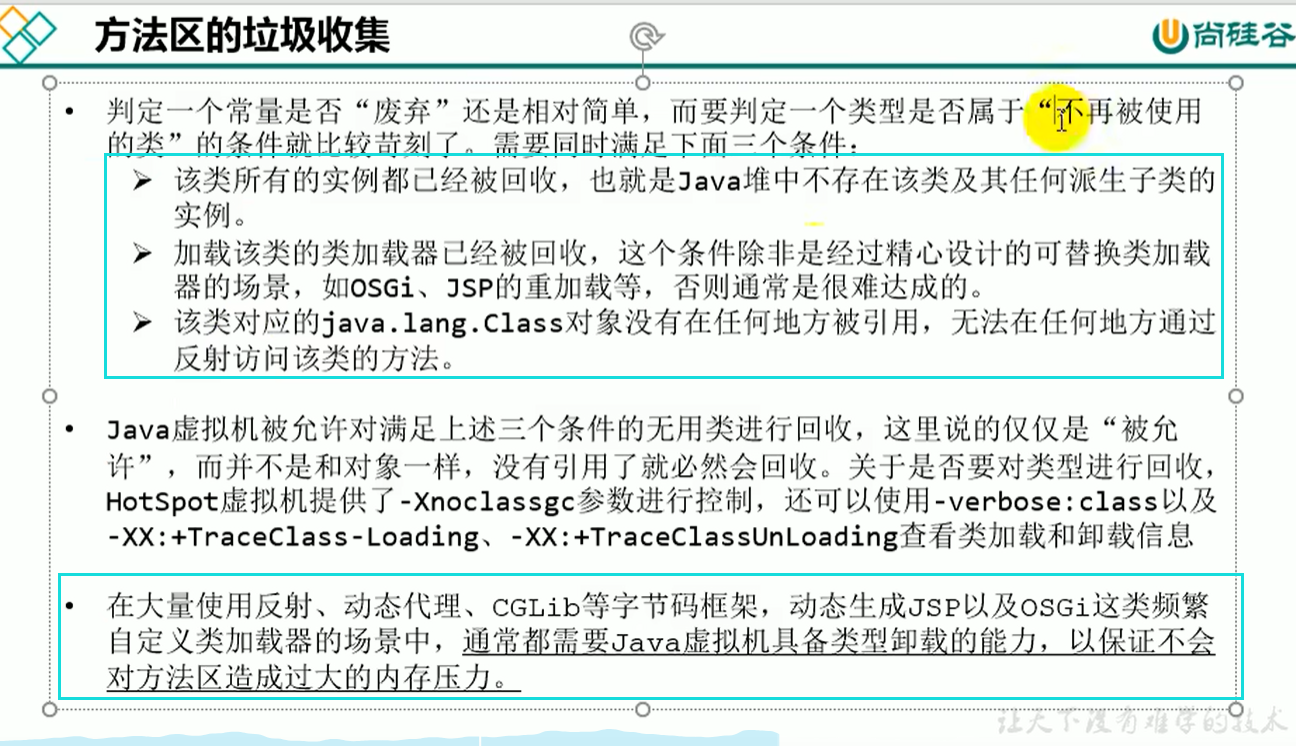 方法区的垃圾收集
尚硅谷
• 判定一个常量是否“废弃”还是相对简单，而要判定一个类型是否属于“不再被使用
的类”的条件就比较苛刻了。需要同时满足下面三个条件：
➢ 该类所有的实例都已经被回收，也就是Java堆中不存在该类及其任何派生子类的
实例。
➢ 加载该类的类加载器已经被回收，这个条件除非是经过精心设计的可替换类加载
器的场景，如OSGi、JSP的重加载等，否则通常是很难达成的。
➢ 该类对应的java.lang.Class对象没有在任何地方被引用，无法在任何地方通过
反射访问该类的方法。
• Java虚拟机被允许对满足上述三个条件的无用类进行回收，这里说的仅仅是“被允
许”，而并不是和对象一样，没有引用了就必然会回收。关于是否要对类型进行回收，
HotSpot虚拟机提供了-Xnoclassgc参数进行控制，还可以使用-verbose:class以及
-XX:+TraceClass-Loading、-XX:+TraceClassUnLoading查看类加载和卸载信息
• 在大量使用反射、动态代理、CGLib等字节码框架，动态生成JSP以及OSGi这类频繁
自定义类加载器的场景中，通常都需要Java虚拟机具备类型卸载的能力，以保证不会
对方法区造成过大的内存压力。
让天下没有难学的技术